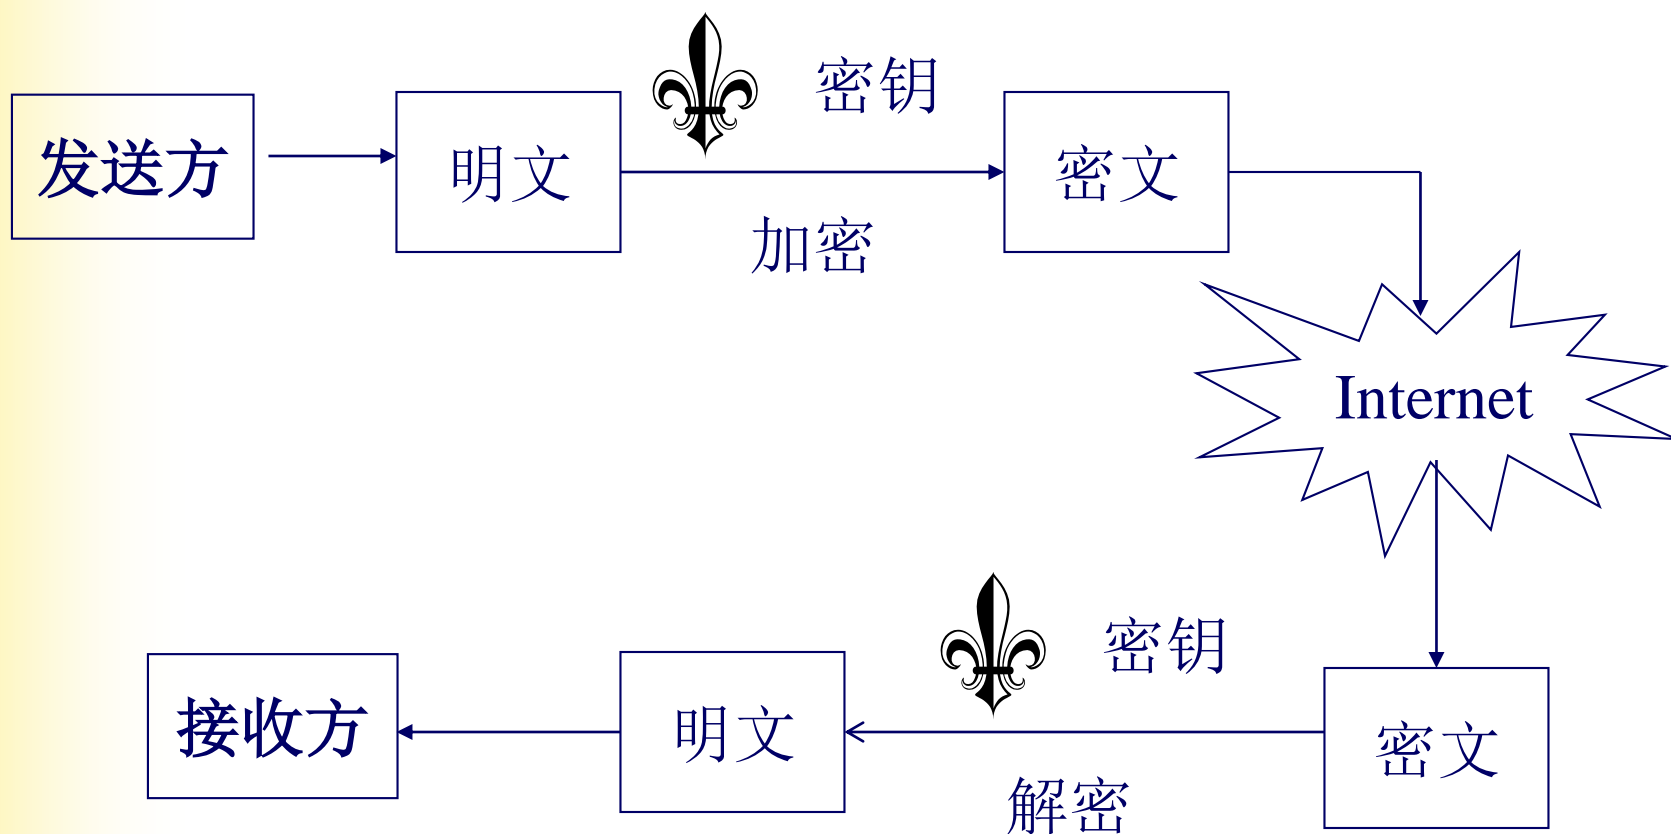 发送方
明文
密钥
加密
密文
Internet
密文
密钥
解密
明文
接收方